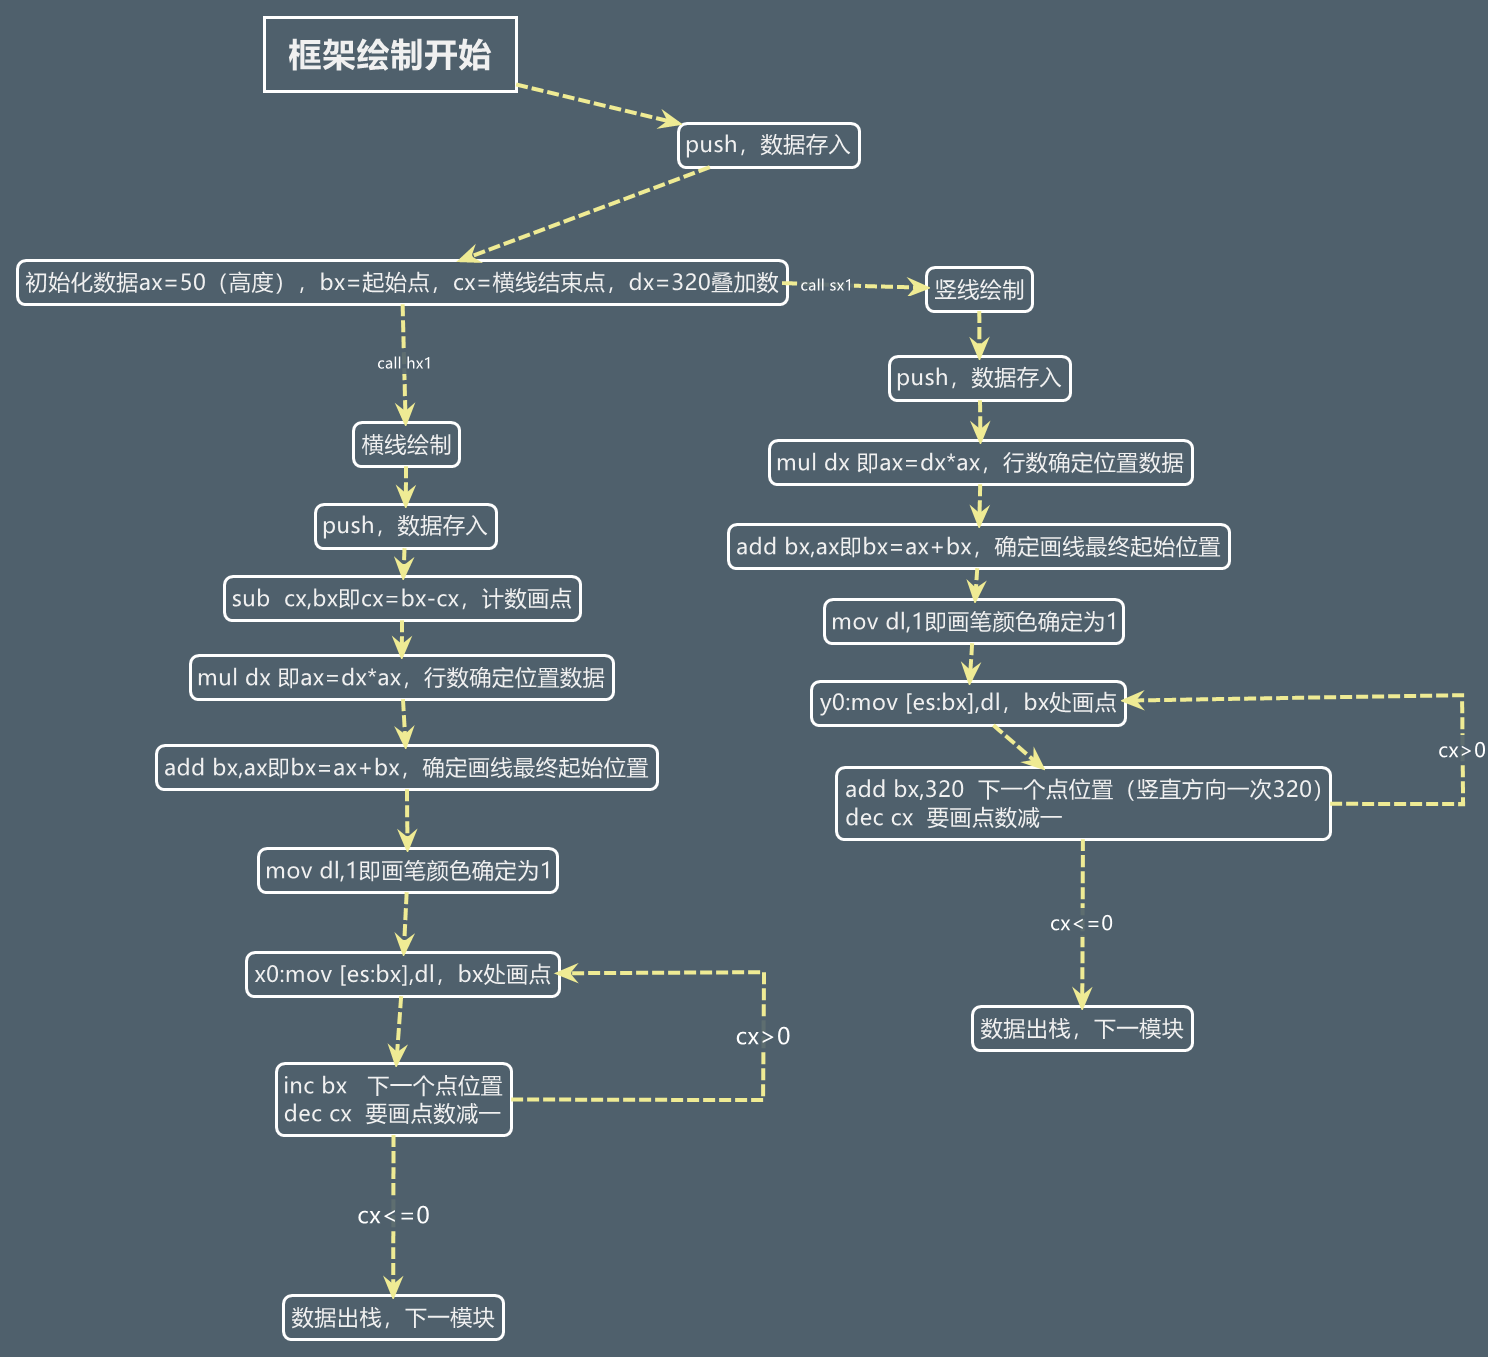 框架绘制开始
push，数据存入
初始化数据ax=50（高度），bx=起始点，cx=横线结束点，dx=320叠加数
call sx1
竖线绘制
call hx1
横线绘制
push，数据存入
sub  cx,bx即cx=bx-cx，计数画点
mul dx 即ax=dx*ax，行数确定位置数据
add bx,ax即bx=ax+bx，确定画线最终起始位置
mov dl,1即画笔颜色确定为1
x0:mov [es:bx],dl，bx处画点
cx>0
inc bx   下一个点位置
dec cx  要画点数减一
cx<=0
数据出栈，下一模块
push，数据存入
mul dx 即ax=dx*ax，行数确定位置数据
add bx,ax即bx=ax+bx，确定画线最终起始位置
mov dl,1即画笔颜色确定为1
y0:mov [es:bx],dl，bx处画点
cx>0
add bx,320  下一个点位置（竖直方向一次320）
dec cx  要画点数减一
cx<=0
数据出栈，下一模块